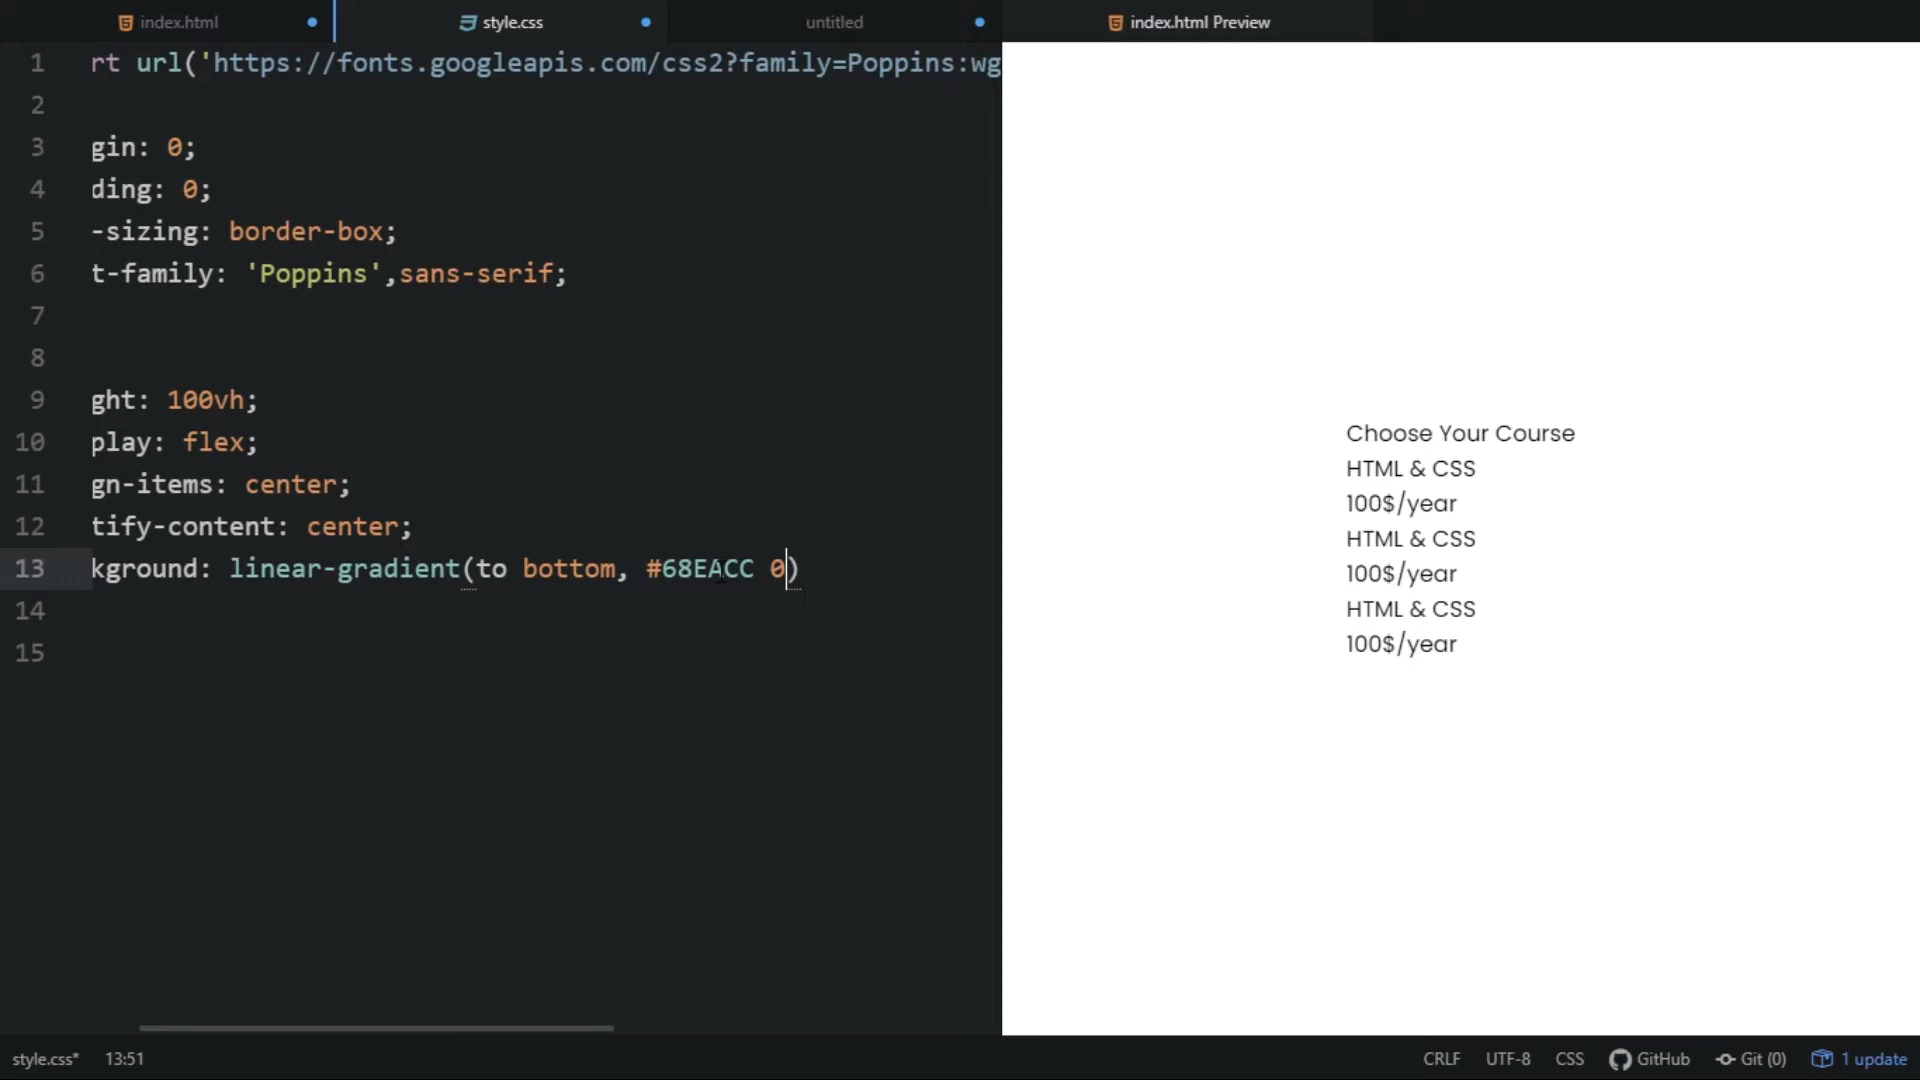 index.html
style.css
untitled
index.html Preview
1 rt url('https://fonts.googleapis.com/css2?family=Poppins:wg
2
3 gin: 0;
4 ding: 0;
5 -sizing: border-box;
6 t-family: 'Poppins',sans-serif;
7
8
9 ght: 100vh;
10 play: flex;
11 gn-items: center;
12 tify-content: center;
13 kground: linear-gradient(to bottom, #68EACC 0)
14
15
Choose Your Course
HTML & CSS
100$/year
HTML & CSS
100$/year
HTML & CSS
100$/year
style.css* 13:51
CRLF UTF-8 CSS GitHub Git (0) 1 update